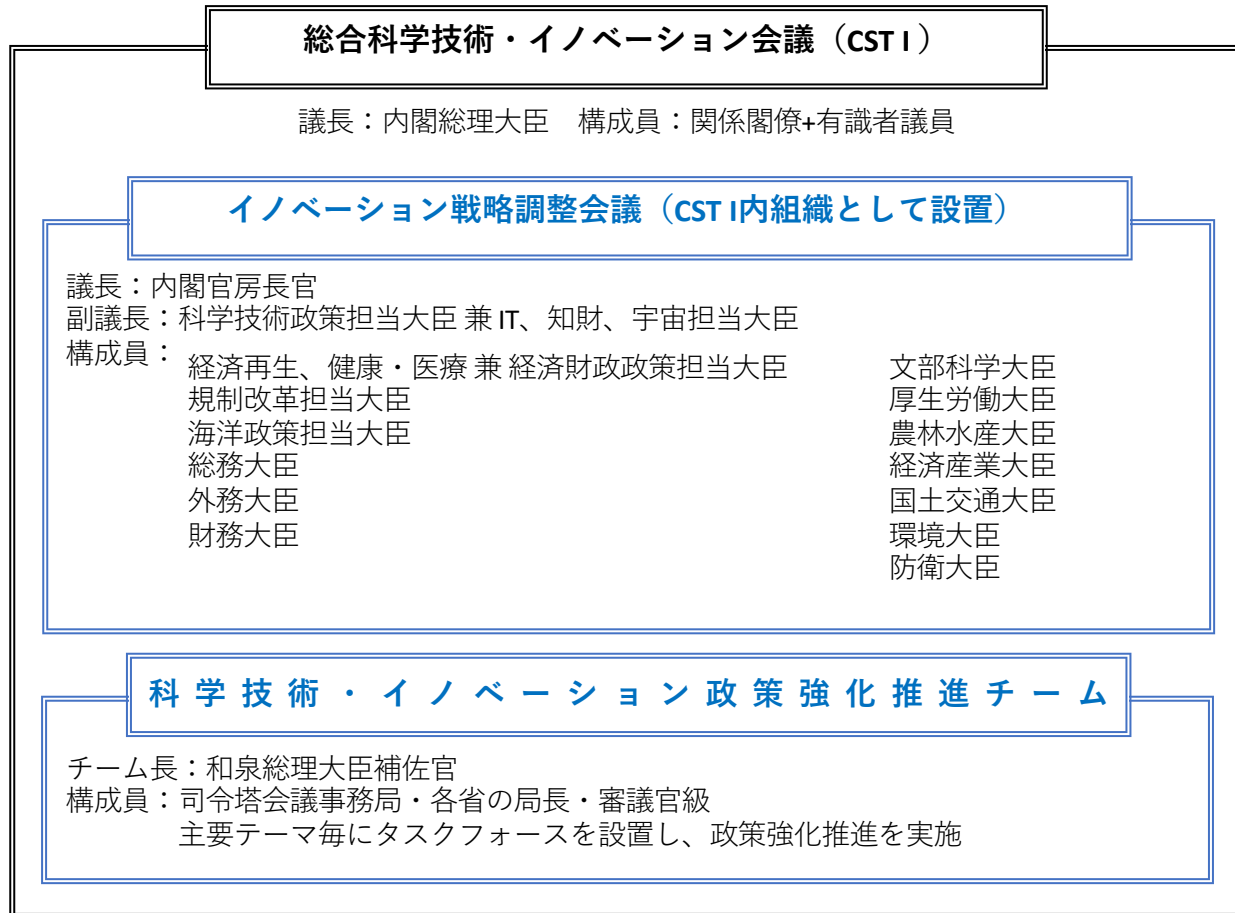 総合科学技術・イノベーション会議（CST I ）
議長：内閣総理大臣　構成員：関係閣僚+有識者議員
イノベーション戦略調整会議（CST I内組織として設置）
議長：内閣官房長官
副議長：科学技術政策担当大臣 兼 IT、知財、宇宙担当大臣
構成員：
経済再生、健康・医療 兼 経済財政政策担当大臣
規制改革担当大臣
海洋政策担当大臣
総務大臣
外務大臣
財務大臣
文部科学大臣
厚生労働大臣
農林水産大臣
経済産業大臣
国土交通大臣
環境大臣
防衛大臣
科学技術・イノベーション政策強化推進チーム
チーム長：和泉総理大臣補佐官
構成員：司令塔会議事務局・各省の局長・審議官級
主要テーマ毎にタスクフォースを設置し、政策強化推進を実施